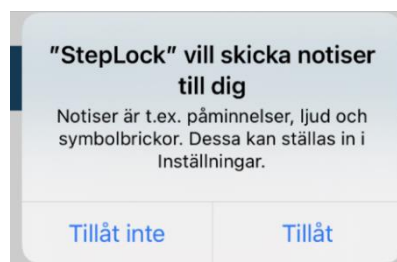 ”StepLock” vill skicka notiser
till dig
Notiser är t.ex. påminnelser, ljud och
symbolbrickor. Dessa kan ställas in i
Inställningar.
Tillåt inte
Tillåt